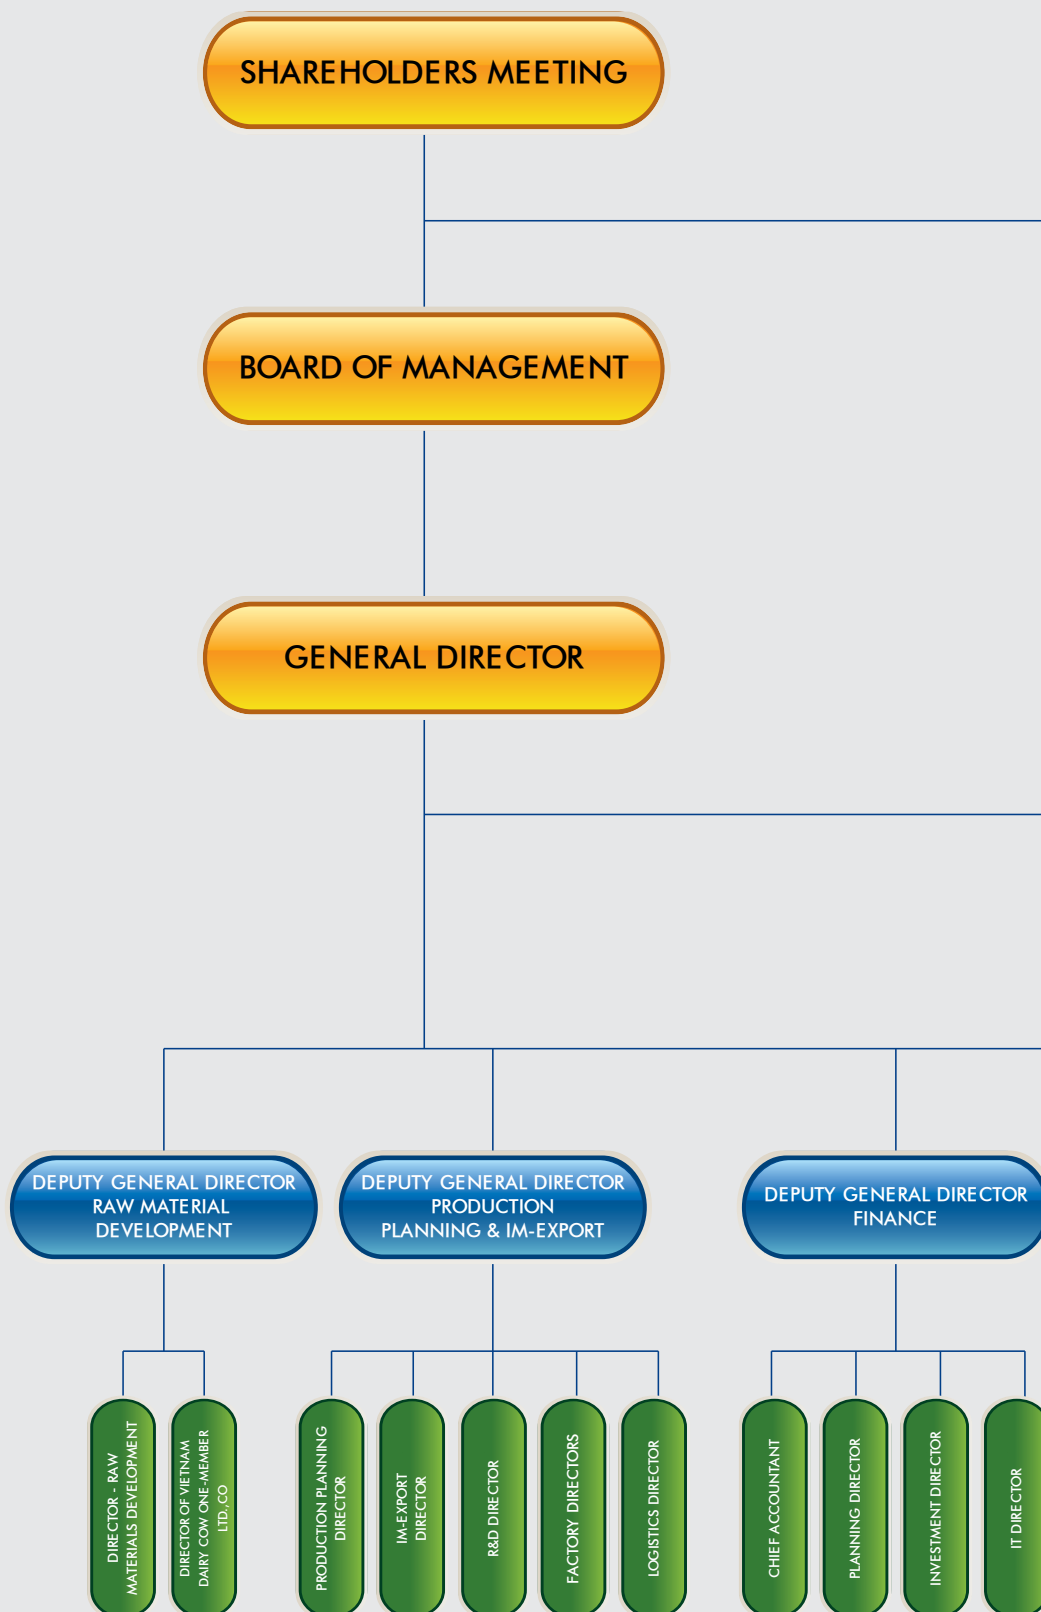 SHAREHOLDERS MEETING
BOARD OF MANAGEMENT
GENERAL DIRECTOR
DEPUTY GENERAL DIRECTOR
RAW MATERIAL
DEVELOPMENT
DEPUTY GENERAL DIRECTOR
PRODUCTION
PLANNING & IM-EXPORT
DEPUTY GENERAL DIRECTOR
FINANCE
DIRECTOR - RAW
MATERIALS DEVELOPMENT
DIRECTOR OF VIETNAM
DAIRY COW ONE-MEMBER
LTD.,CO
PRODUCTION PLANNING
DIRECTOR
IM-EXPORT
DIRECTOR
R&D DIRECTOR
FACTORY DIRECTORS
LOGISTICS DIRECTOR
CHIEF ACCOUNTANT
PLANNING DIRECTOR
INVESTMENT DIRECTOR
IT DIRECTOR